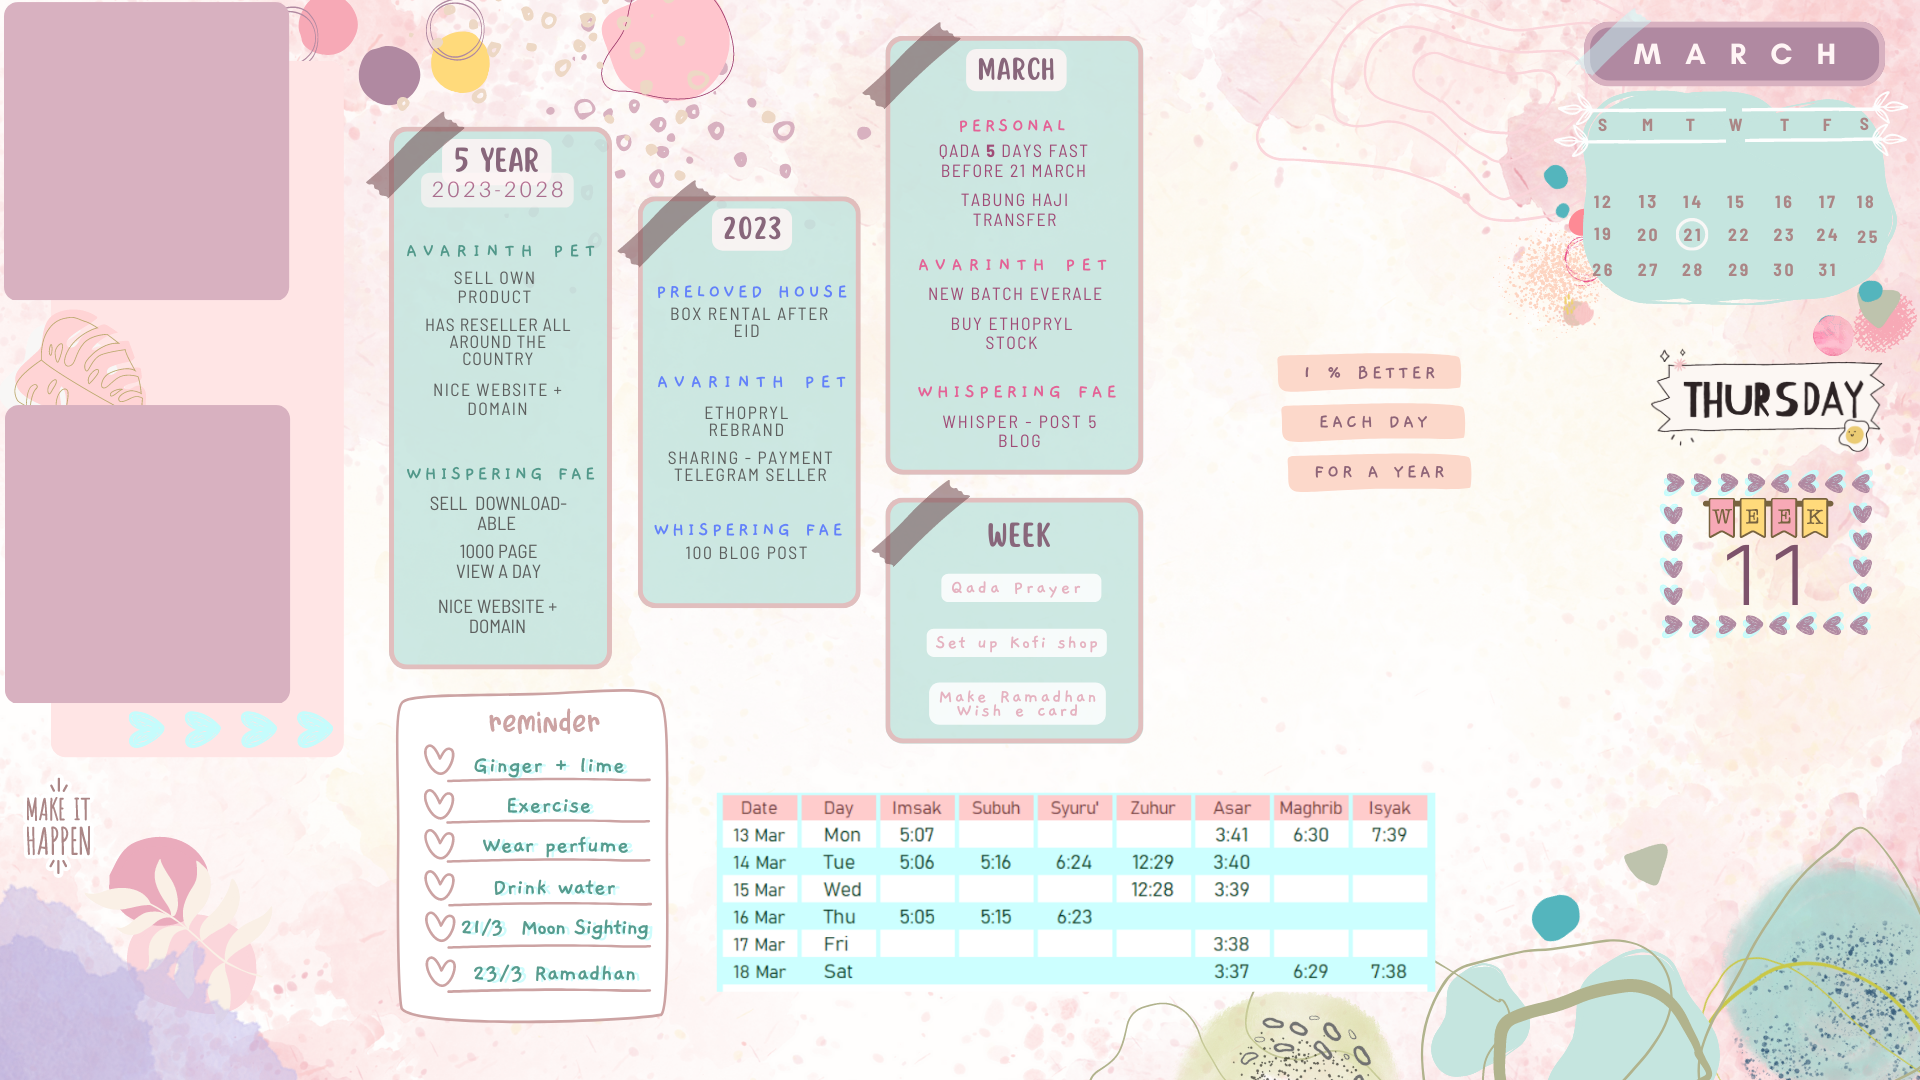 5 YEAR
2023-2028
AVARINTH PET
SELL OWN
PRODUCT
HAS RESELLER ALL
AROUND THE
COUNTRY
NICE WEBSITE +
DOMAIN
WHISPERING FAE
SELL DOWNLOAD-
ABLE
1000 PAGE
VIEW A DAY
NICE WEBSITE +
DOMAIN
2023
PRELOVED HOUSE
BOX RENTAL AFTER
EID
AVARINTH PET
ETHOPRYL
REBRAND
SHARING - PAYMENT
TELEGRAM SELLER
WHISPERING FAE
100 BLOG POST
MARCH
PERSONAL
QADA 5 DAYS FAST
BEFORE 21 MARCH
TABUNG HAJI
TRANSFER
AVARINTH PET
NEW BATCH EVERALE
BUY ETHOPRYL
STOCK
WHISPERING FAE
WHISPER - POST 5
BLOG
WEEK
Qada Prayer
Set up Kofi shop
Make Ramadhan
Wish e card
1 % BETTER
EACH DAY
FOR A YEAR
MARCH
S M T W T F S
12 13 14 15 16 17 18
19 20 21 22 23 24 25
26 27 28 29 30 31
THURSDAY
WEEK
11
MAKE IT
HAPPEN
reminder
Ginger + lime
Exercise
Wear perfume
Drink water
21/3 Moon Sighting
23/3 Ramadhan
Date Day Imsak Subuh Syuru' Zuhur Asar Maghrib Isyak
13 Mar Mon 5:07 3:41 6:30 7:39
14 Mar Tue 5:06 5:16 6:24 12:29 3:40
15 Mar Wed 12:28 3:39
16 Mar Thu 5:05 5:15 6:23
17 Mar Fri 3:38
18 Mar Sat 3:37 6:29 7:38